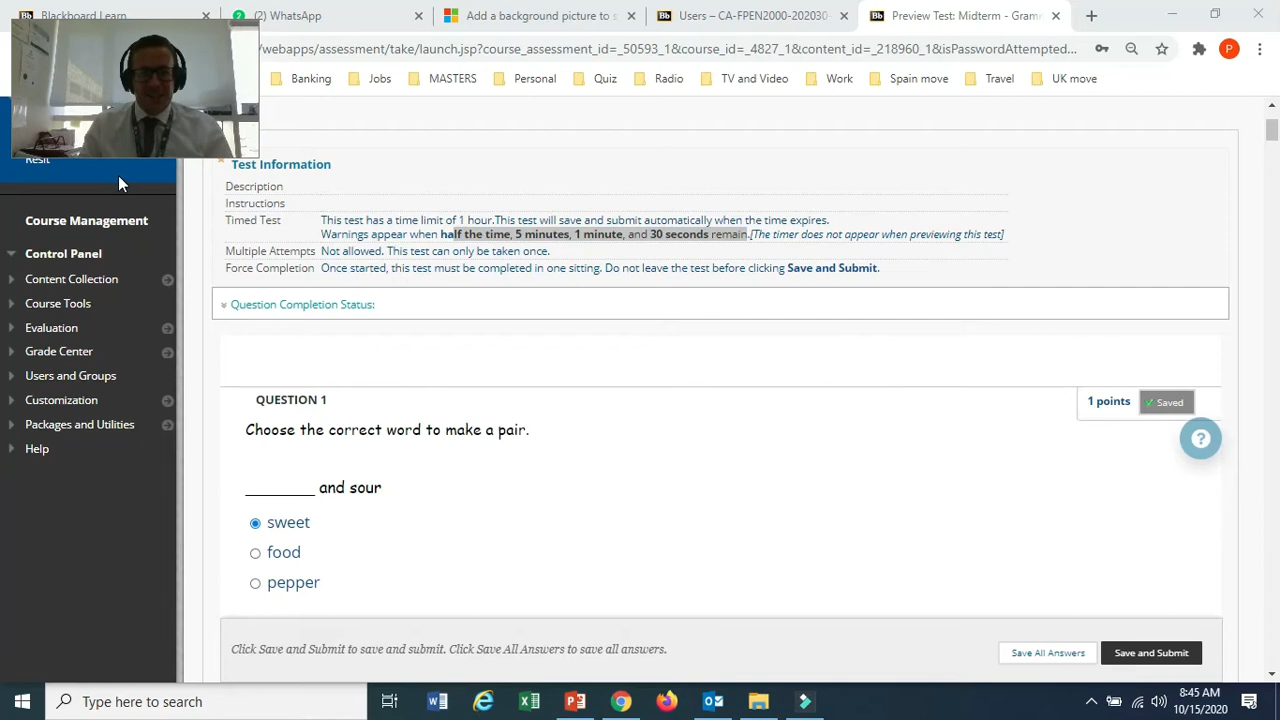 Blackboard Learn
(2) WhatsApp
Add a background picture to s
Users – CA-FPEN0000-202030-
Preview Test: Midterm - Gram
/webapps/assessment/take/launch.jsp?course_assessment_id=_50593_1&course_id=_4827_1&content_id=_218960_1&isPasswordAttempted...
P
Banking
Jobs
MASTERS
Personal
Quiz
Radio
TV and Video
Work
Spain move
Travel
UK move
Resit
Course Management
Control Panel
Content Collection
Course Tools
Evaluation
Grade Center
Users and Groups
Customization
Packages and Utilities
Help
Test Information
Description
Instructions
Timed Test This test has a time limit of 1 hour.This test will save and submit automatically when the time expires.
Warnings appear when half the time, 5 minutes, 1 minute, and 30 seconds remain.[The timer does not appear when previewing this test]
Multiple Attempts Not allowed. This test can only be taken once.
Force Completion Once started, this test must be completed in one sitting. Do not leave the test before clicking Save and Submit.
Question Completion Status:
QUESTION 1
1 points Saved
Choose the correct word to make a pair.
_________ and sour
sweet
food
pepper
Click Save and Submit to save and submit. Click Save All Answers to save all answers.
Save All Answers
Save and Submit
Type here to search
8:45 AM
10/15/2020